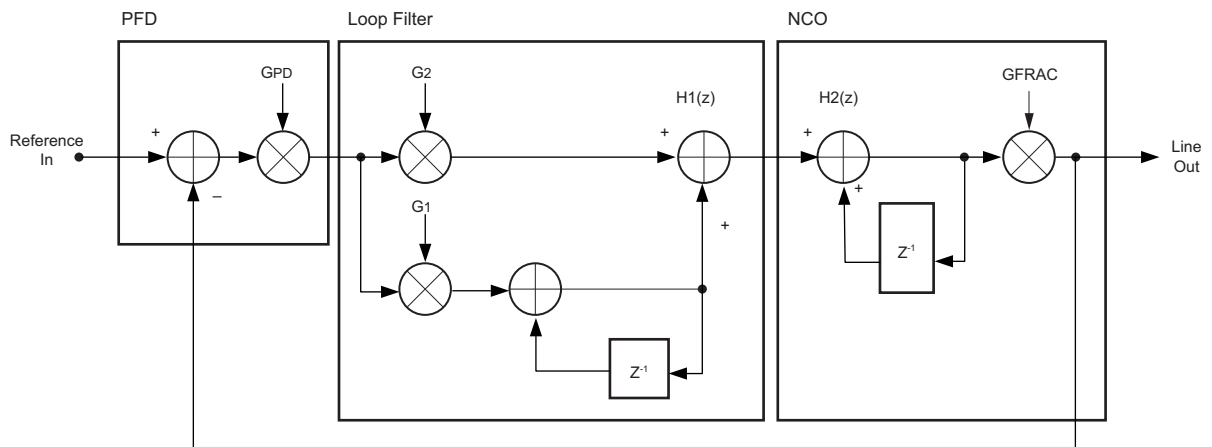 PFD
Loop Filter
NCO
GPD
G2
H1(z)
H2(z)
GFRAC
Reference
In
+
–
+
+
+
+
Line
Out
G1
Z-1
Z-1